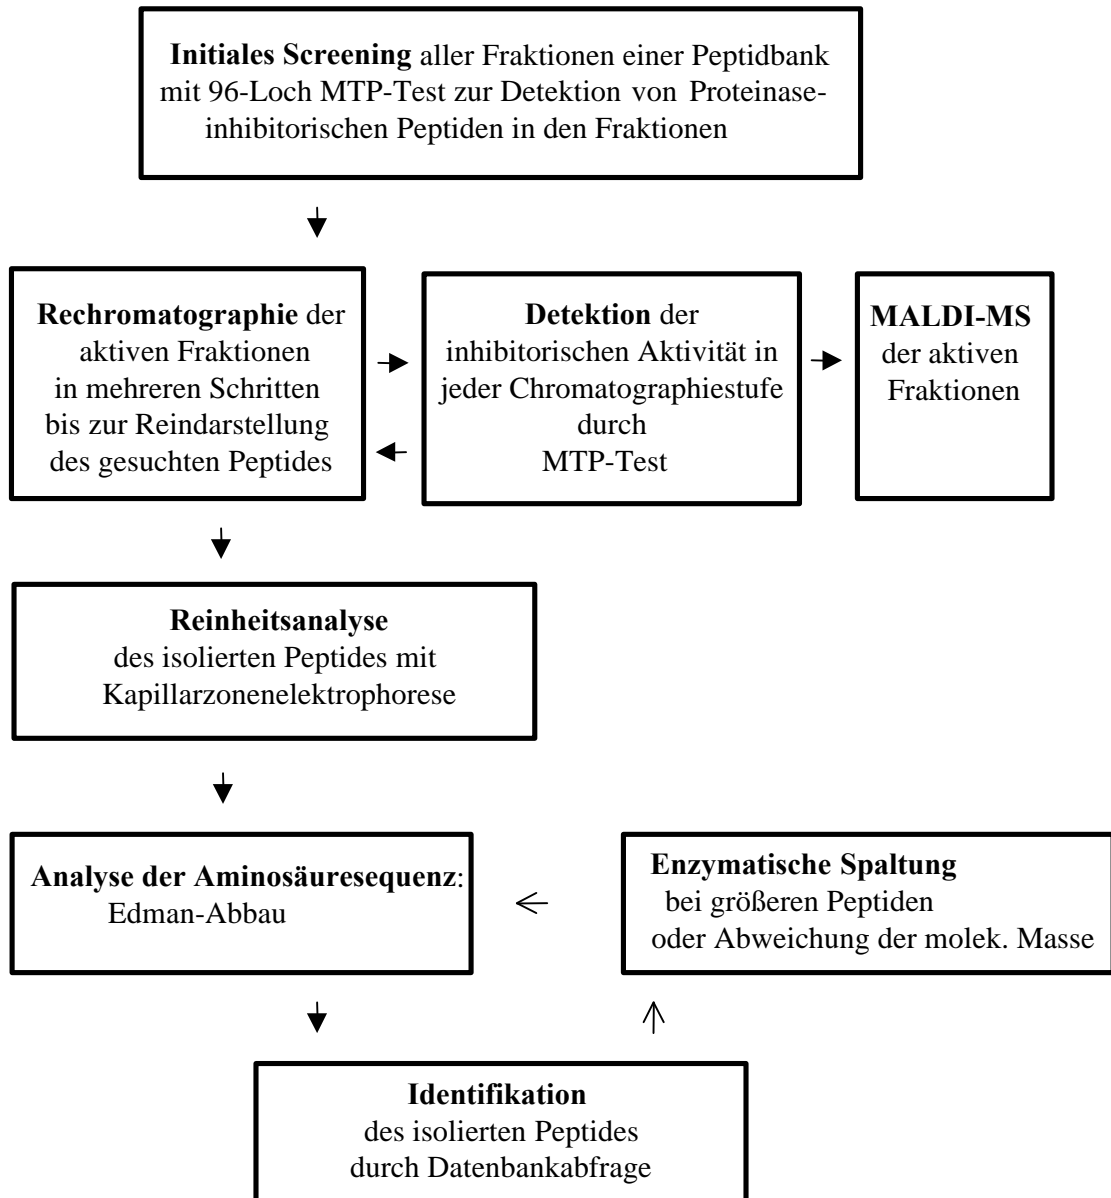 Initiales Screening aller Fraktionen einer Peptidbank
mit 96-Loch MTP-Test zur Detektion von Proteinase-
inhibitorischen Peptiden in den Fraktionen
Rechromatographie der
aktiven Fraktionen
in mehreren Schritten
bis zur Reindarstellung
des gesuchten Peptides
Detektion der
inhibitorischen Aktivität in
jeder Chromatographiestufe
durch
MTP-Test
MALDI-MS
der aktiven
Fraktionen
Reinheitsanalyse
des isolierten Peptides mit
Kapillarzonenelektrophorese
Analyse der Aminosäuresequenz:
Edman-Abbau
Enzymatische Spaltung
bei größeren Peptiden
oder Abweichung der molek. Masse
Identifikation
des isolierten Peptides
durch Datenbankabfrage